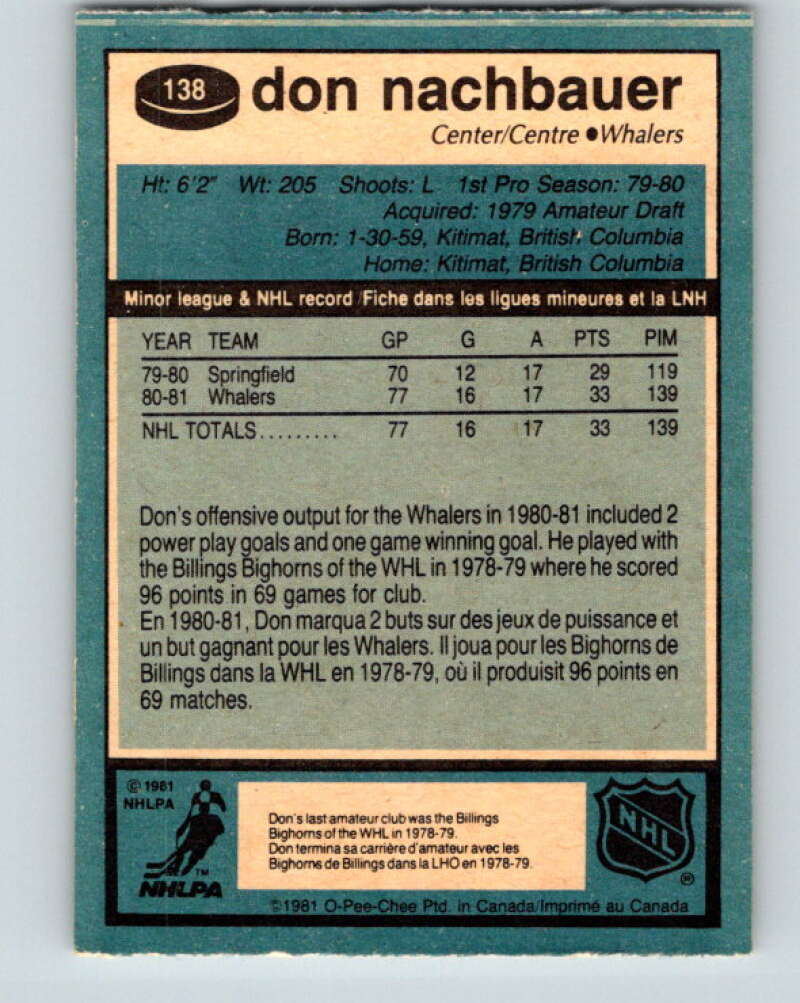 138 don nachbauer
Center/Centre ●Whalers
Ht: 6'2" Wt: 205 Shoots: L 1st Pro Season: 79-80
Acquired: 1979 Amateur Draft
Born: 1-30-59, Kitimat, British Columbia
Home: Kitimat, British Columbia
Minor league & NHL record/Fiche dans les ligues mineures et la LNH
YEAR TEAM GP G A PTS PIM
79-80 Springfield 70 12 17 29 119
80-81 Whalers 77 16 17 33 139
NHL TOTALS......... 77 16 17 33 139
Don's offensive output for the Whalers in 1980-81 included 2
power play goals and one game winning goal. He played with
the Billings Bighorns of the WHL in 1978-79 where he scored
96 points in 69 games for club.
En 1980-81, Don marqua 2 buts sur des jeux de puissance et
un but gagnant pour les Whalers. Il joua pour les Bighorns de
Billings dans la WHL en 1978-79, où il produisit 96 points en
69 matches.
© 1981
NHLPA
TM
NHLPA
Don's last amateur club was the Billings
Bighorns of the WHL in 1978-79.
Don termina sa carrière d'amateur avec les
Bighorns de Billings dans la LHO en 1978-79.
NHL
®
©1981 O-Pee-Chee Ptd. in Canada/Imprimé au Canada